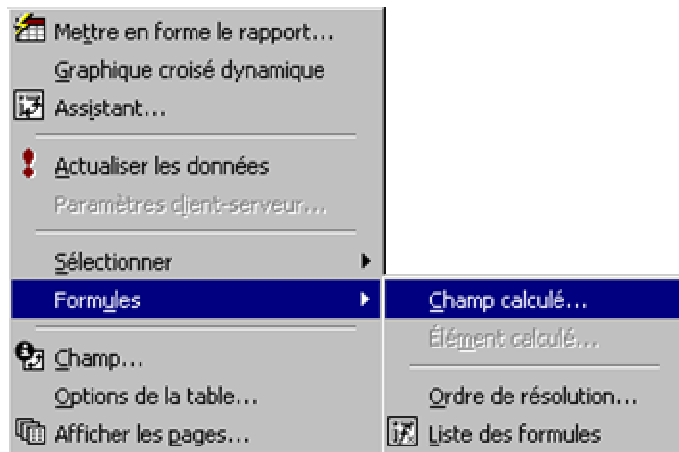 Mettre en forme le rapport...
Graphique croisé dynamique
Assistant...
Actualiser les données
Paramètres client-serveur...
Sélectionner
Formules
Champ...
Options de la table...
Afficher les pages...
Champ calculé...
Élément calculé...
Ordre de résolution...
Liste des formules